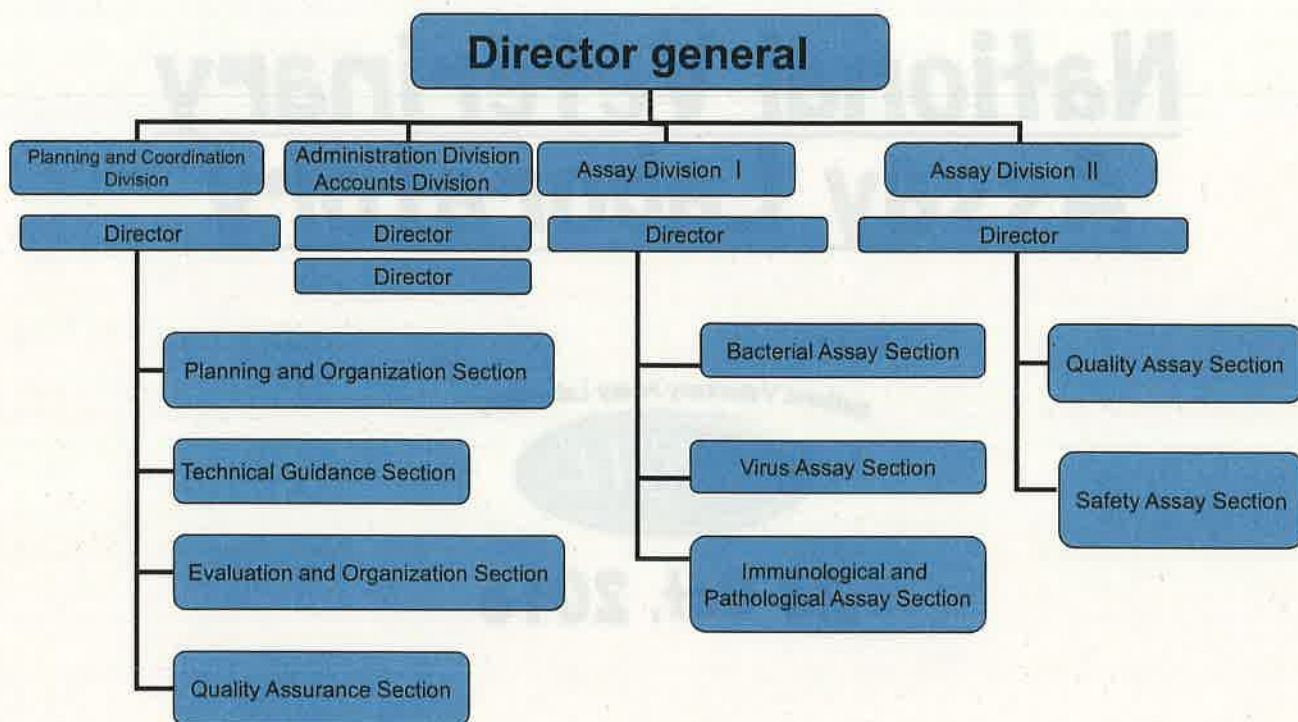 Director general
Planning and Coordination
Division
Administration Division
Accounts Division
Assay Division I
Assay Division II
Director
Director
Director
Director
Director
Planning and Organization Section
Technical Guidance Section
Evaluation and Organization Section
Quality Assurance Section
Bacterial Assay Section
Virus Assay Section
Immunological and
Pathological Assay Section
Quality Assay Section
Safety Assay Section